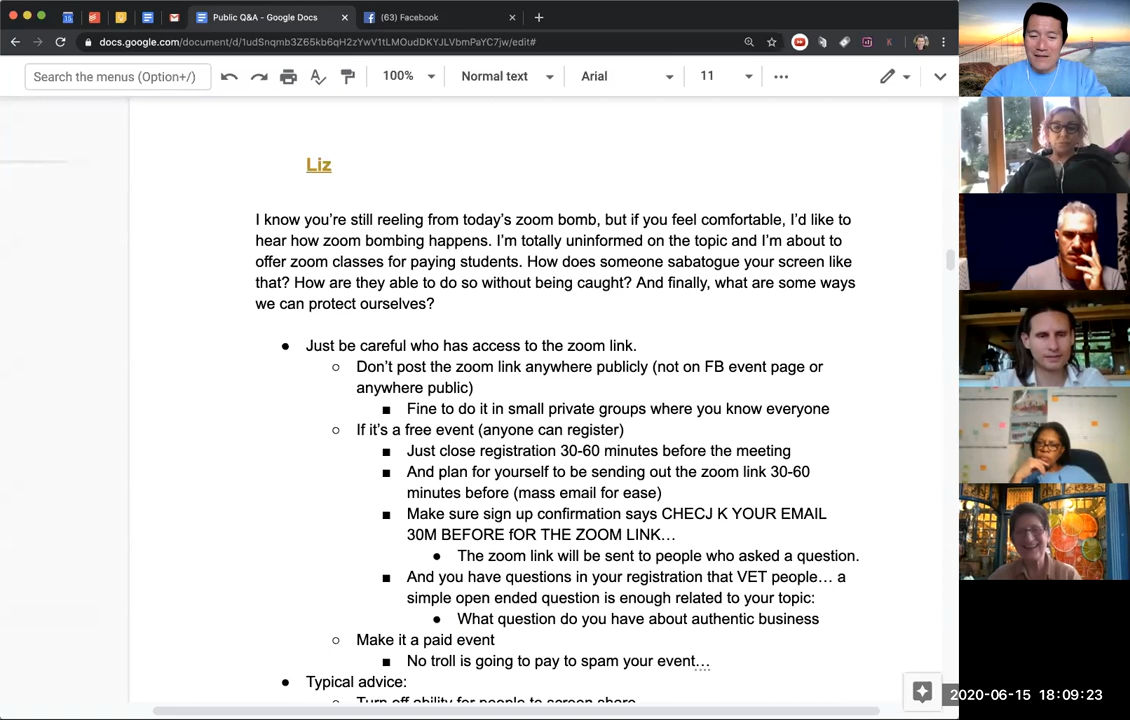 Public Q&A - Google Docs
(63) Facebook
docs.google.com/document/d/1udSnqmb3Z65kb6qH2zYwV1tLMOudDKYJLVbmPaYC7jw/edit#
Search the menus (Option+/)
100%
Normal text
Arial
11
Liz
I know you're still reeling from today's zoom bomb, but if you feel comfortable, I'd like to
hear how zoom bombing happens. I'm totally uninformed on the topic and I'm about to
offer zoom classes for paying students. How does someone sabatogue your screen like
that? How are they able to do so without being caught? And finally, what are some ways
we can protect ourselves?
● Just be careful who has access to the zoom link.
○ Don't post the zoom link anywhere publicly (not on FB event page or
anywhere public)
■ Fine to do it in small private groups where you know everyone
○ If it's a free event (anyone can register)
■ Just close registration 30-60 minutes before the meeting
■ And plan for yourself to be sending out the zoom link 30-60
minutes before (mass email for ease)
■ Make sure sign up confirmation says CHECJ K YOUR EMAIL
30M BEFORE fOR THE ZOOM LINK…
● The zoom link will be sent to people who asked a question.
■ And you have questions in your registration that VET people… a
simple open ended question is enough related to your topic:
● What question do you have about authentic business
○ Make it a paid event
■ No troll is going to pay to spam your event…
● Typical advice:
○ Turn off ability for people to screen share
2020-06-15 18:09:23